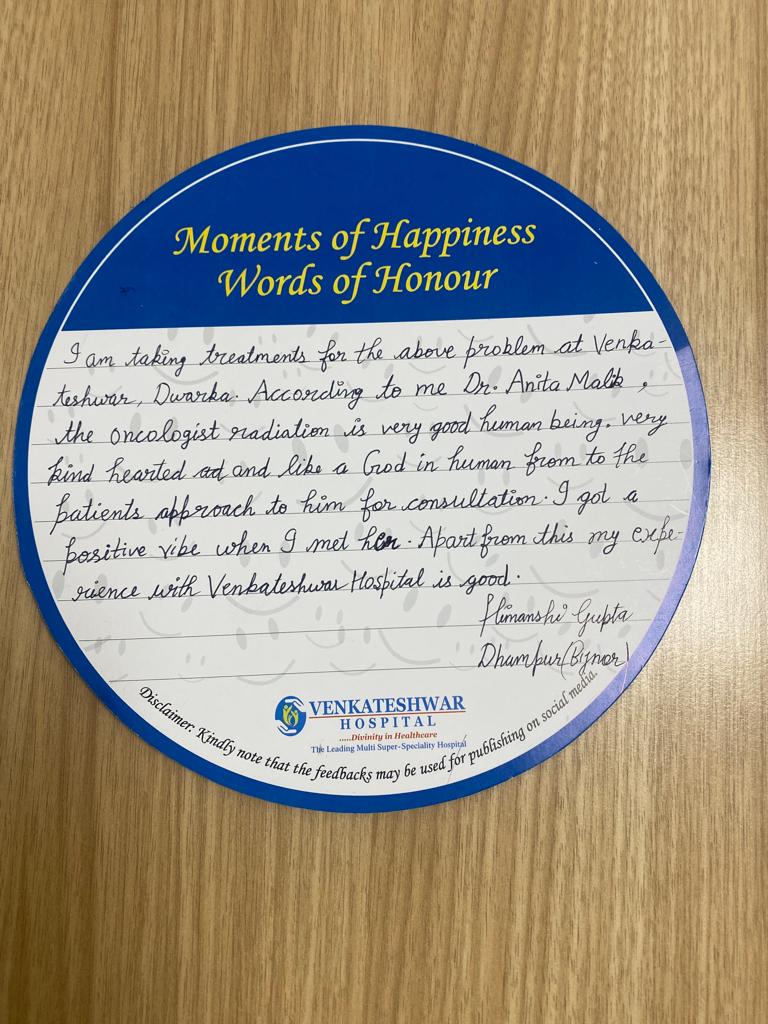 Moments of Happiness
Words of Honour
I am taking treatments for the above problem at Venka-
teshwar, Dwarka. According to me Dr. Anita Malik,
the oncologist radiation is very good human being. very
kind hearted ad and like a God in human from to the
patients approach to him for consultation. I got a
positive vibe when I met her. Apart from this my expe-
rience with Venkateshwar Hospital is good.
Himanshi Gupta
Dhampur (Bijnor)
VENKATESHWAR
HOSPITAL
.....Divinity in Healthcare
The Leading Multi Super-Speciality Hospital
Disclaimer: Kindly note that the feedbacks may be used for publishing on social media.